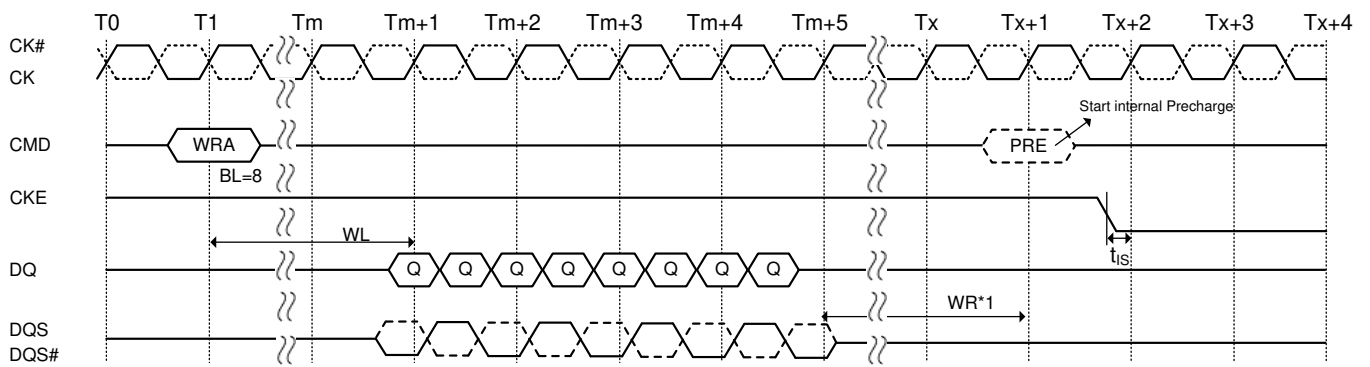 T0 T1 Tm Tm+1 Tm+2 Tm+3 Tm+4 Tm+5 Tx Tx+1 Tx+2 Tx+3 Tx+4
CK#
CK
Start internal Precharge
CMD WRA PRE
BL=8
CKE
WL
tIS
DQ Q Q Q Q Q Q Q Q
WR*1
DQS
DQS#